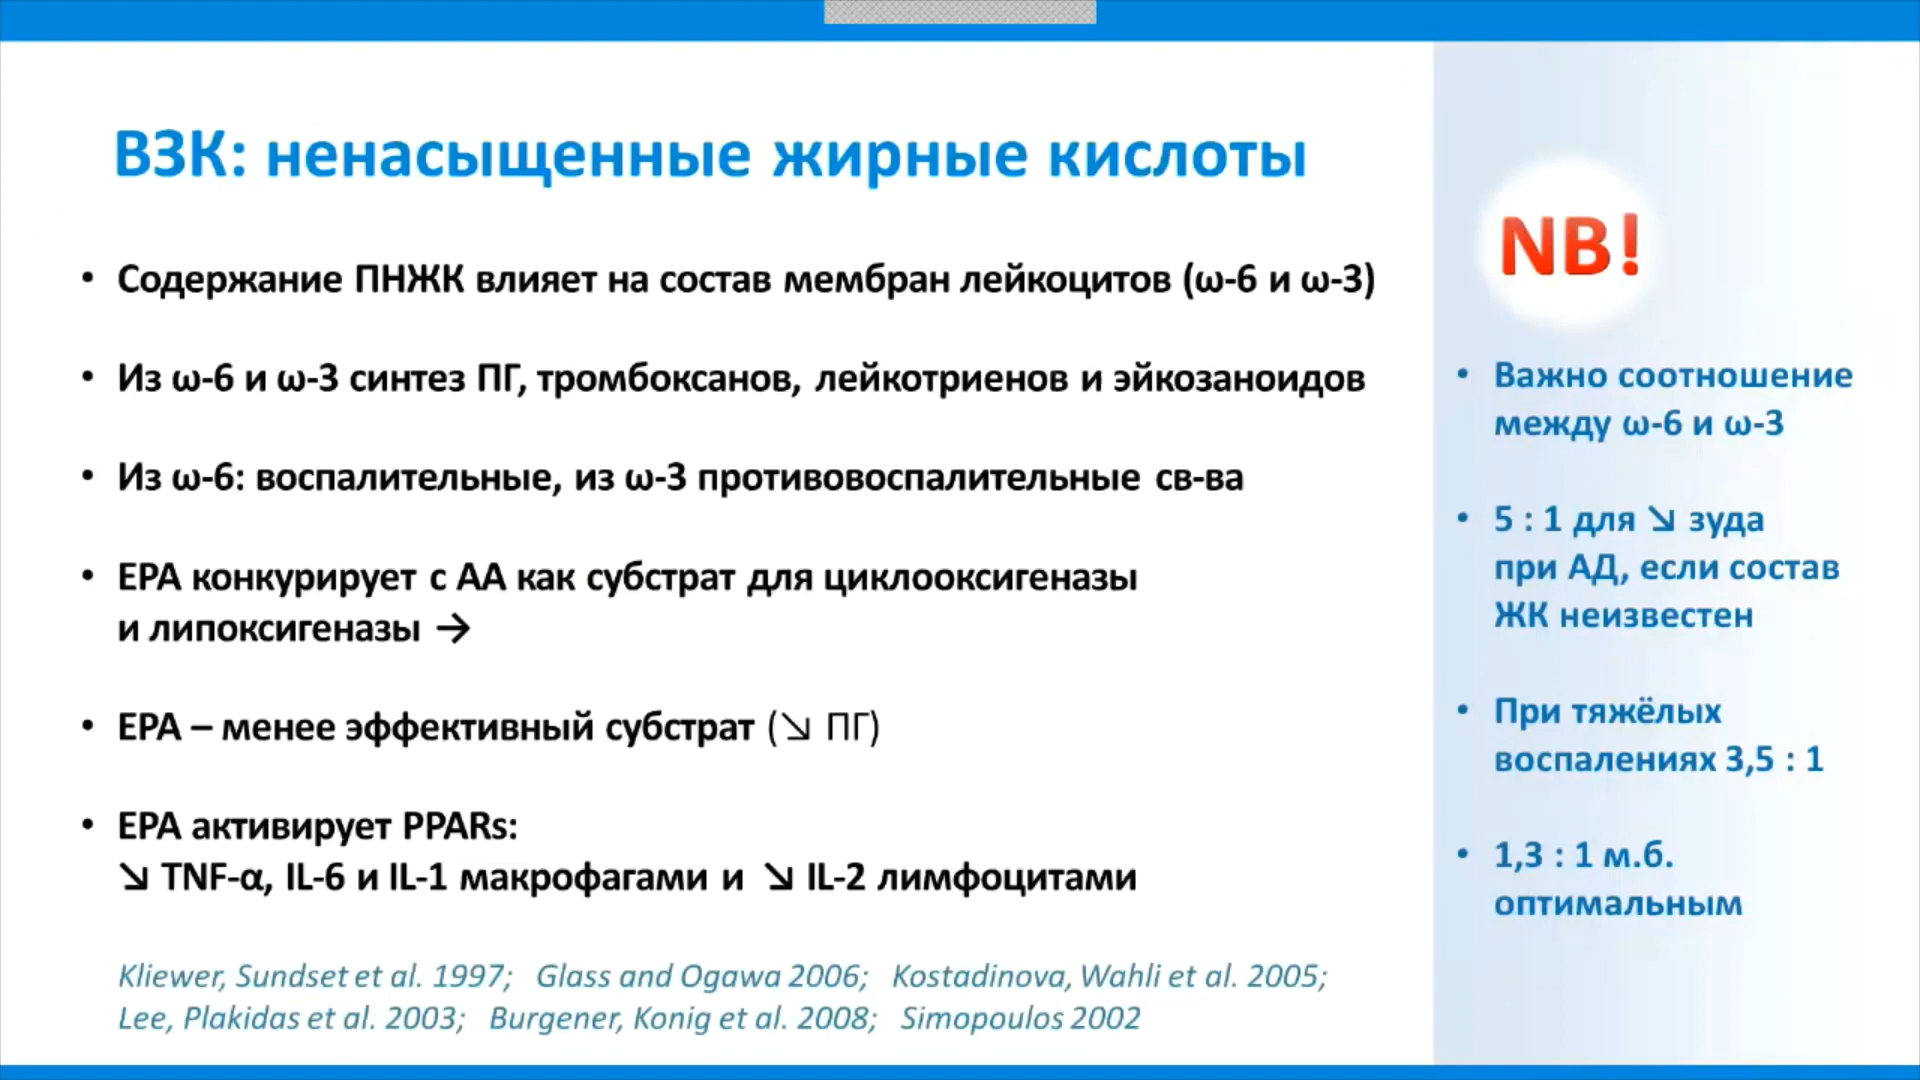 ВЗК: ненасыщенные жирные кислоты
• Содержание ПНЖК влияет на состав мембран лейкоцитов (ω-6 и ω-3)
• Из ω-6 и ω-3 синтез ПГ, тромбоксанов, лейкотриенов и эйкозаноидов
• Из ω-6: воспалительные, из ω-3 противовоспалительные св-ва
• EPA конкурирует с AA как субстрат для циклооксигеназы
и липоксигеназы →
• EPA – менее эффективный субстрат (↘ ПГ)
• EPA активирует PPARs:
↘ TNF-α, IL-6 и IL-1 макрофагами и ↘ IL-2 лимфоцитами
Kliewer, Sundset et al. 1997; Glass and Ogawa 2006; Kostadinova, Wahli et al. 2005;
Lee, Plakidas et al. 2003; Burgener, Konig et al. 2008; Simopoulos 2002
NB!
• Важно соотношение
между ω-6 и ω-3
• 5 : 1 для ↘ зуда
при АД, если состав
ЖК неизвестен
• При тяжёлых
воспалениях 3,5 : 1
• 1,3 : 1 м.б.
оптимальным